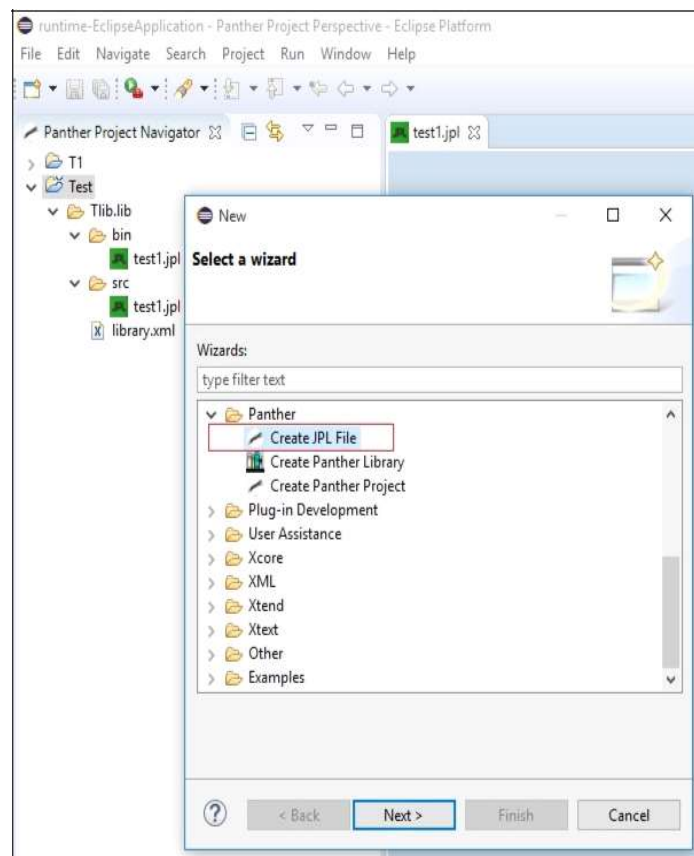 runtime-EclipseApplication - Panther Project Perspective - Eclipse Platform
File Edit Navigate Search Project Run Window Help
Panther Project Navigator
test1.jpl
T1
Test
Tlib.lib
bin
test1.jpl
src
test1.jpl
library.xml
New
Select a wizard
Wizards:
type filter text
Panther
Create JPL File
Create Panther Library
Create Panther Project
Plug-in Development
User Assistance
Xcore
XML
Xtend
Xtext
Other
Examples
? < Back Next > Finish Cancel